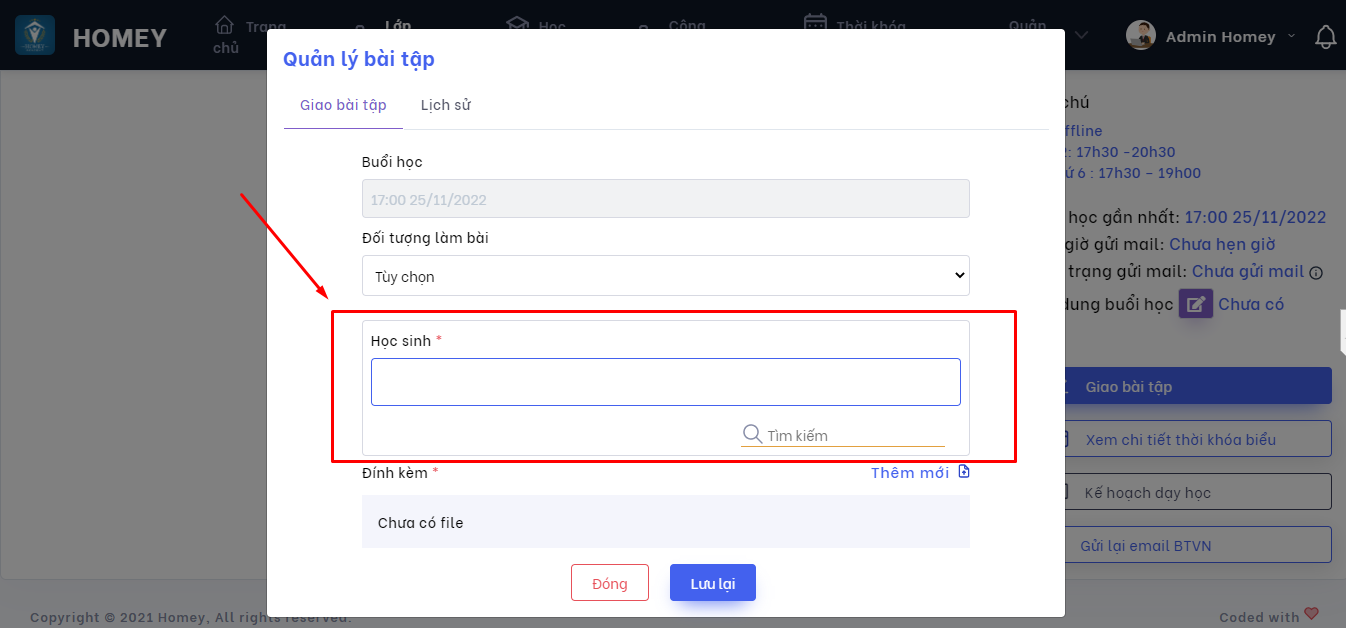 HOMEY
Trang chủ
Lớp
Học
Công
Thời khóa
Quản
Admin Homey
Quản lý bài tập
Giao bài tập
Lịch sử
Buổi học
17:00 25/11/2022
Đối tượng làm bài
Tùy chọn
Học sinh *
Tìm kiếm
Đính kèm *
Thêm mới
Chưa có file
Đóng
Lưu lại
chú
ffline
2: 17h30 -20h30
ứ 6 : 17h30 - 19h00
học gần nhất: 17:00 25/11/2022
giờ gửi mail: Chưa hẹn giờ
trạng gửi mail: Chưa gửi mail
dung buổi học Chưa có
Giao bài tập
Xem chi tiết thời khóa biểu
Kế hoạch dạy học
Gửi lại email BTVN
Copyright © 2021 Homey, All rights reserved.
Coded with